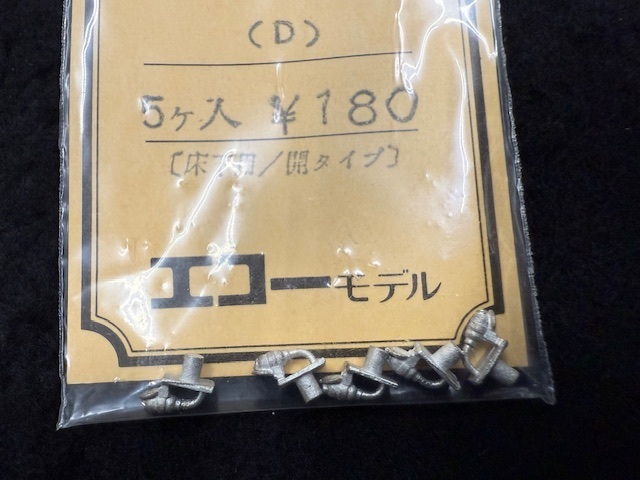 (D)
5ヶ入 ¥180
〔床下用/開タイプ〕
エコーモデル